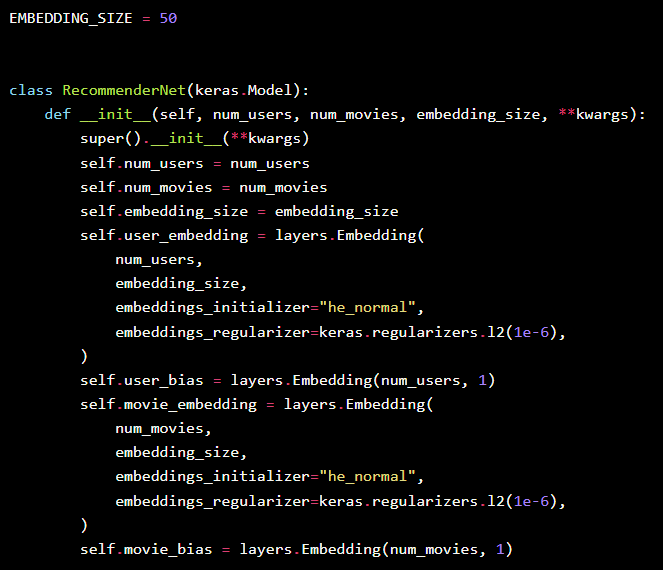 EMBEDDING_SIZE = 50
class RecommenderNet(keras.Model):
    def __init__(self, num_users, num_movies, embedding_size, **kwargs):
        super().__init__(**kwargs)
        self.num_users = num_users
        self.num_movies = num_movies
        self.embedding_size = embedding_size
        self.user_embedding = layers.Embedding(
            num_users,
            embedding_size,
            embeddings_initializer="he_normal",
            embeddings_regularizer=keras.regularizers.l2(1e-6),
        )
        self.user_bias = layers.Embedding(num_users, 1)
        self.movie_embedding = layers.Embedding(
            num_movies,
            embedding_size,
            embeddings_initializer="he_normal",
            embeddings_regularizer=keras.regularizers.l2(1e-6),
        )
        self.movie_bias = layers.Embedding(num_movies, 1)